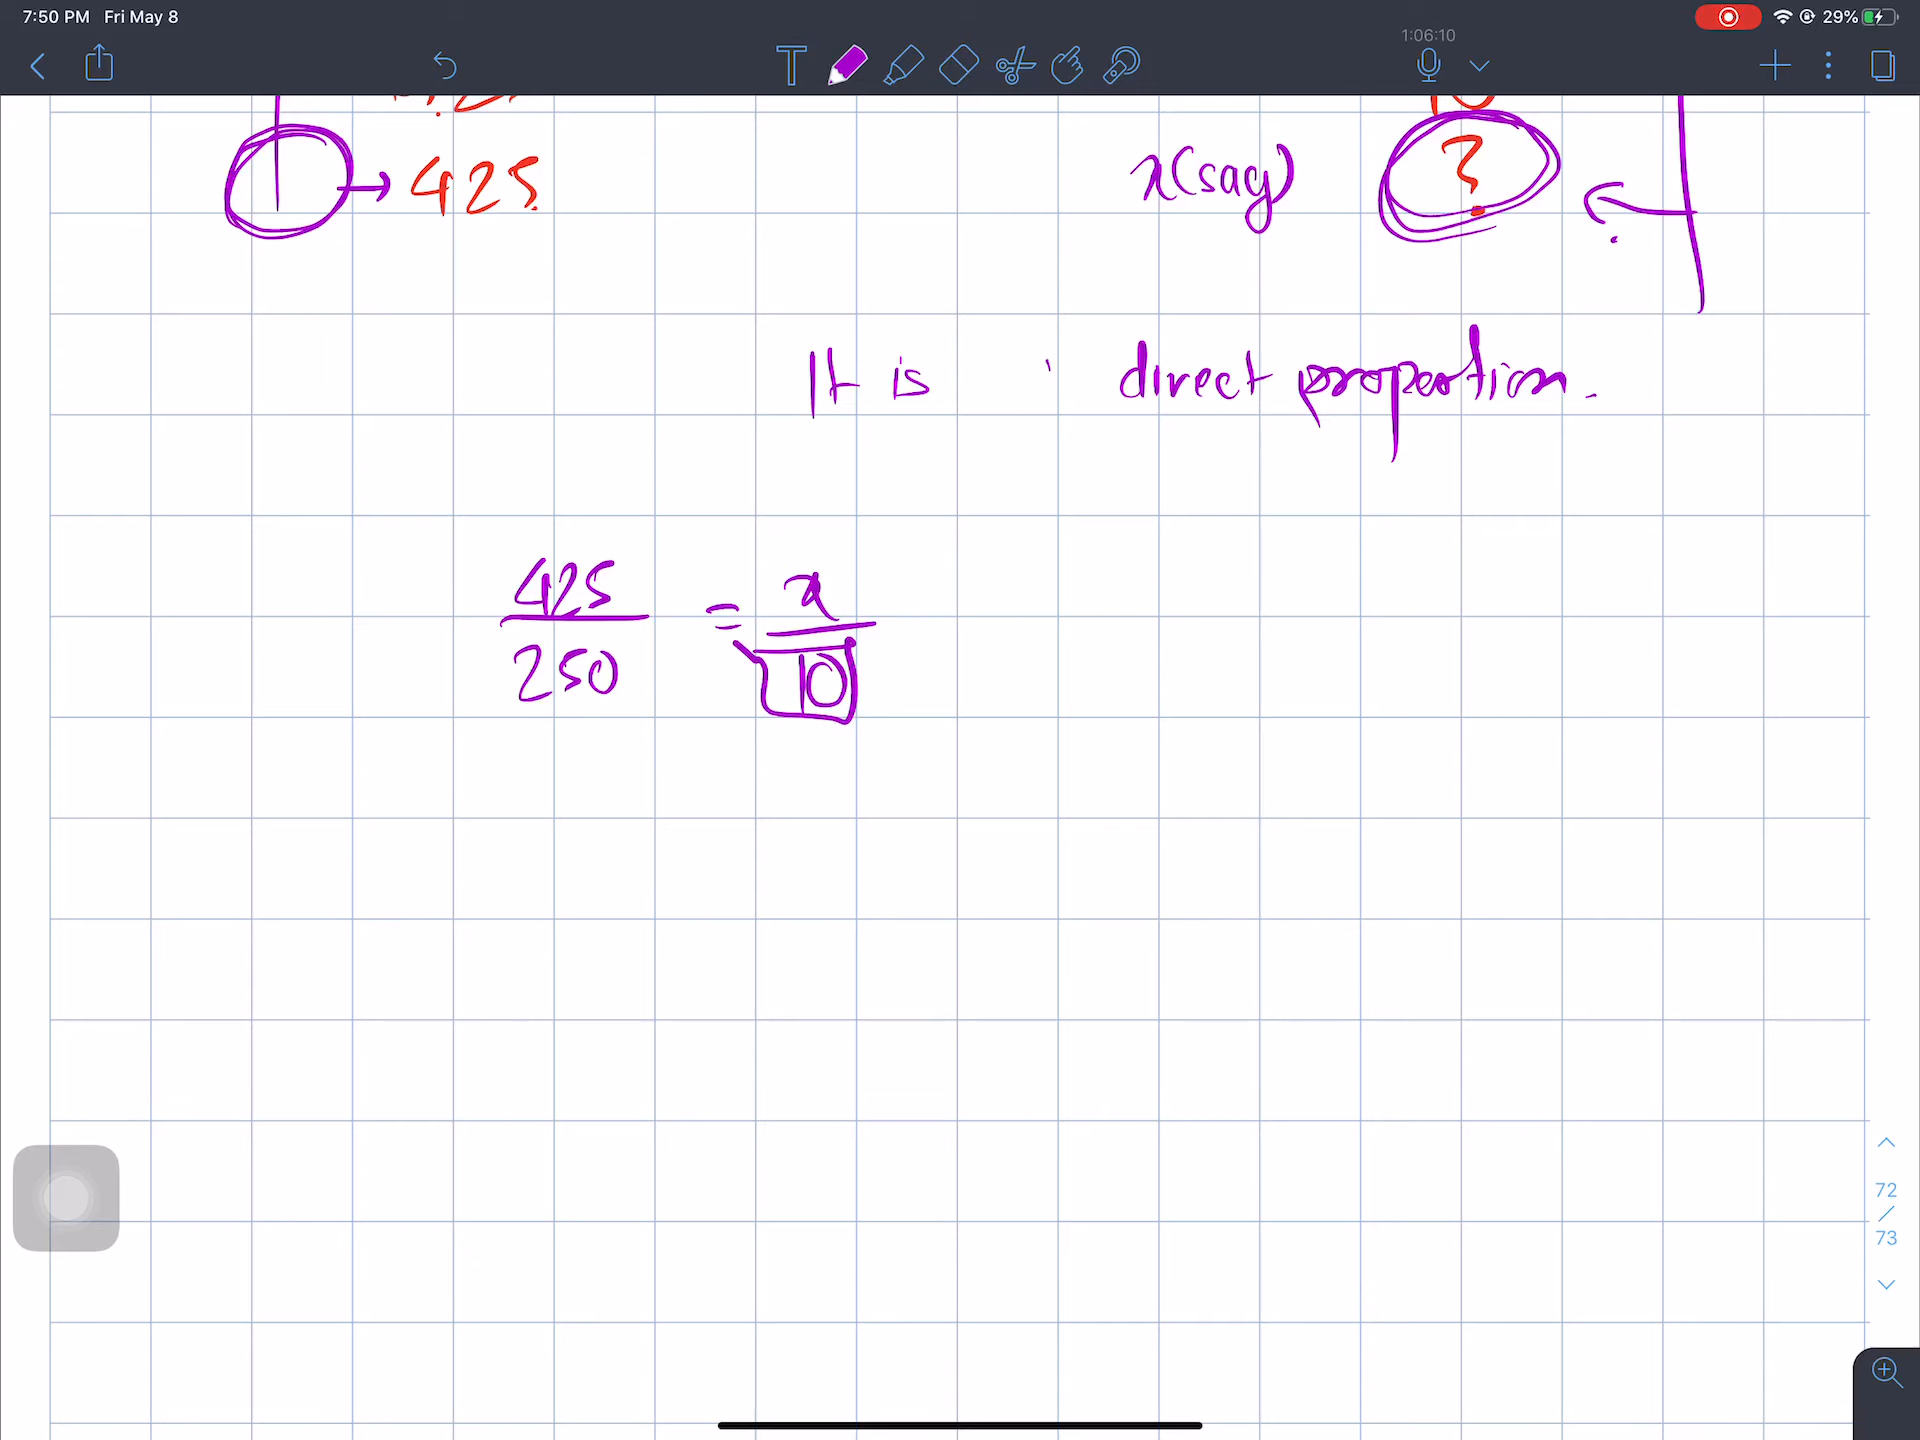 7:50 PM Fri May 8
29%
1:06:10
10
→ 425
x(say) ?
It is direct proportion.
425/250 = x/10
72
/
73